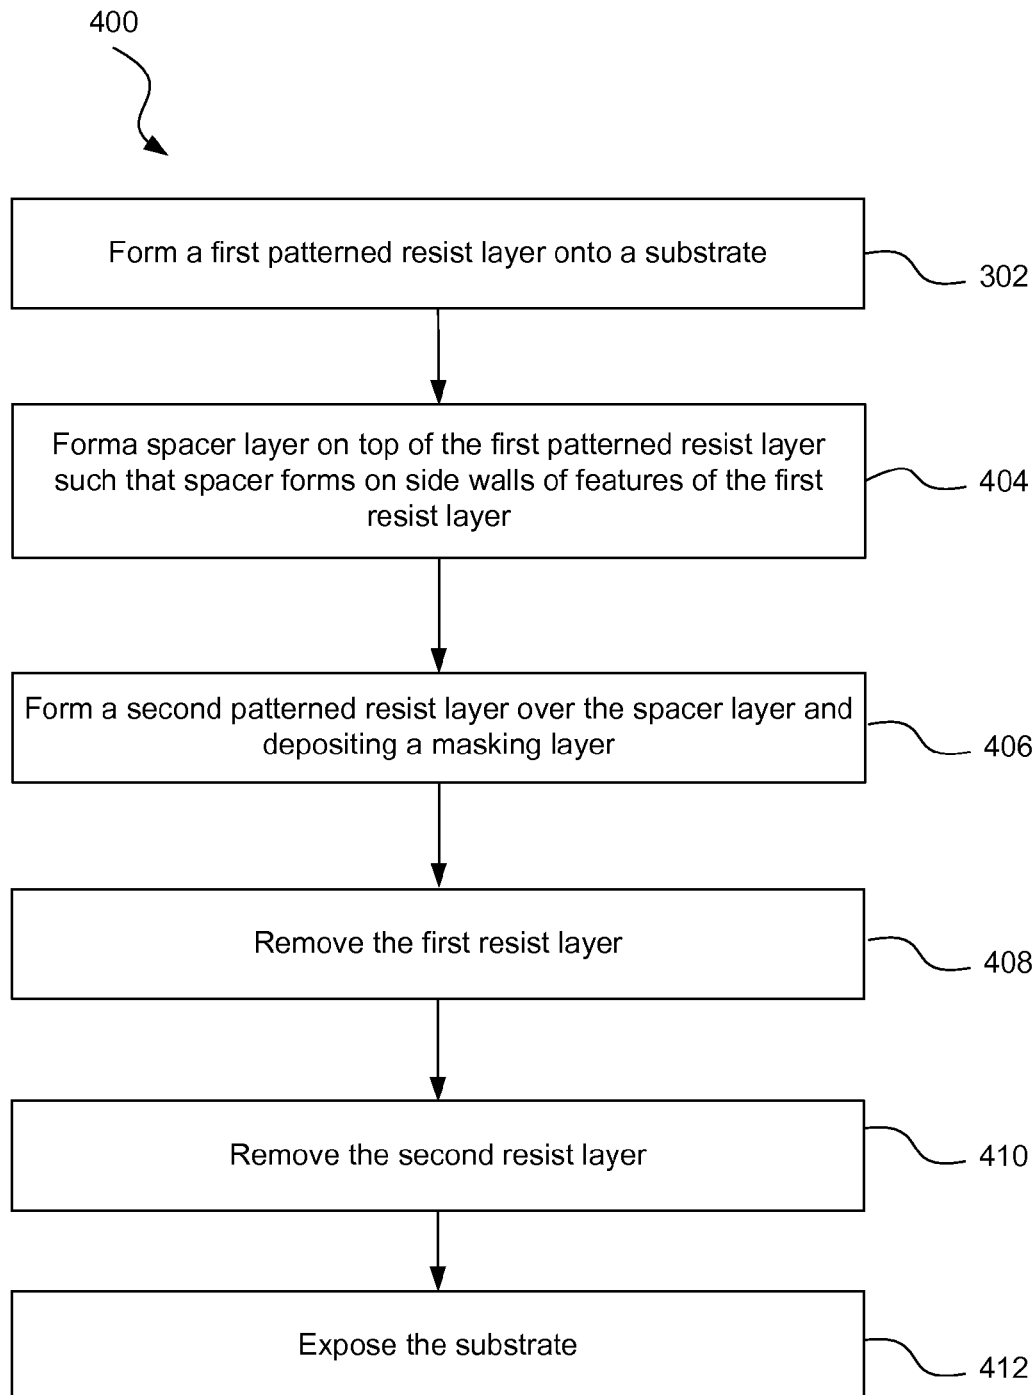 400
Form a first patterned resist layer onto a substrate
302
Forma spacer layer on top of the first patterned resist layer
such that spacer forms on side walls of features of the first
resist layer
404
Form a second patterned resist layer over the spacer layer and
depositing a masking layer
406
Remove the first resist layer
408
Remove the second resist layer
410
Expose the substrate
412